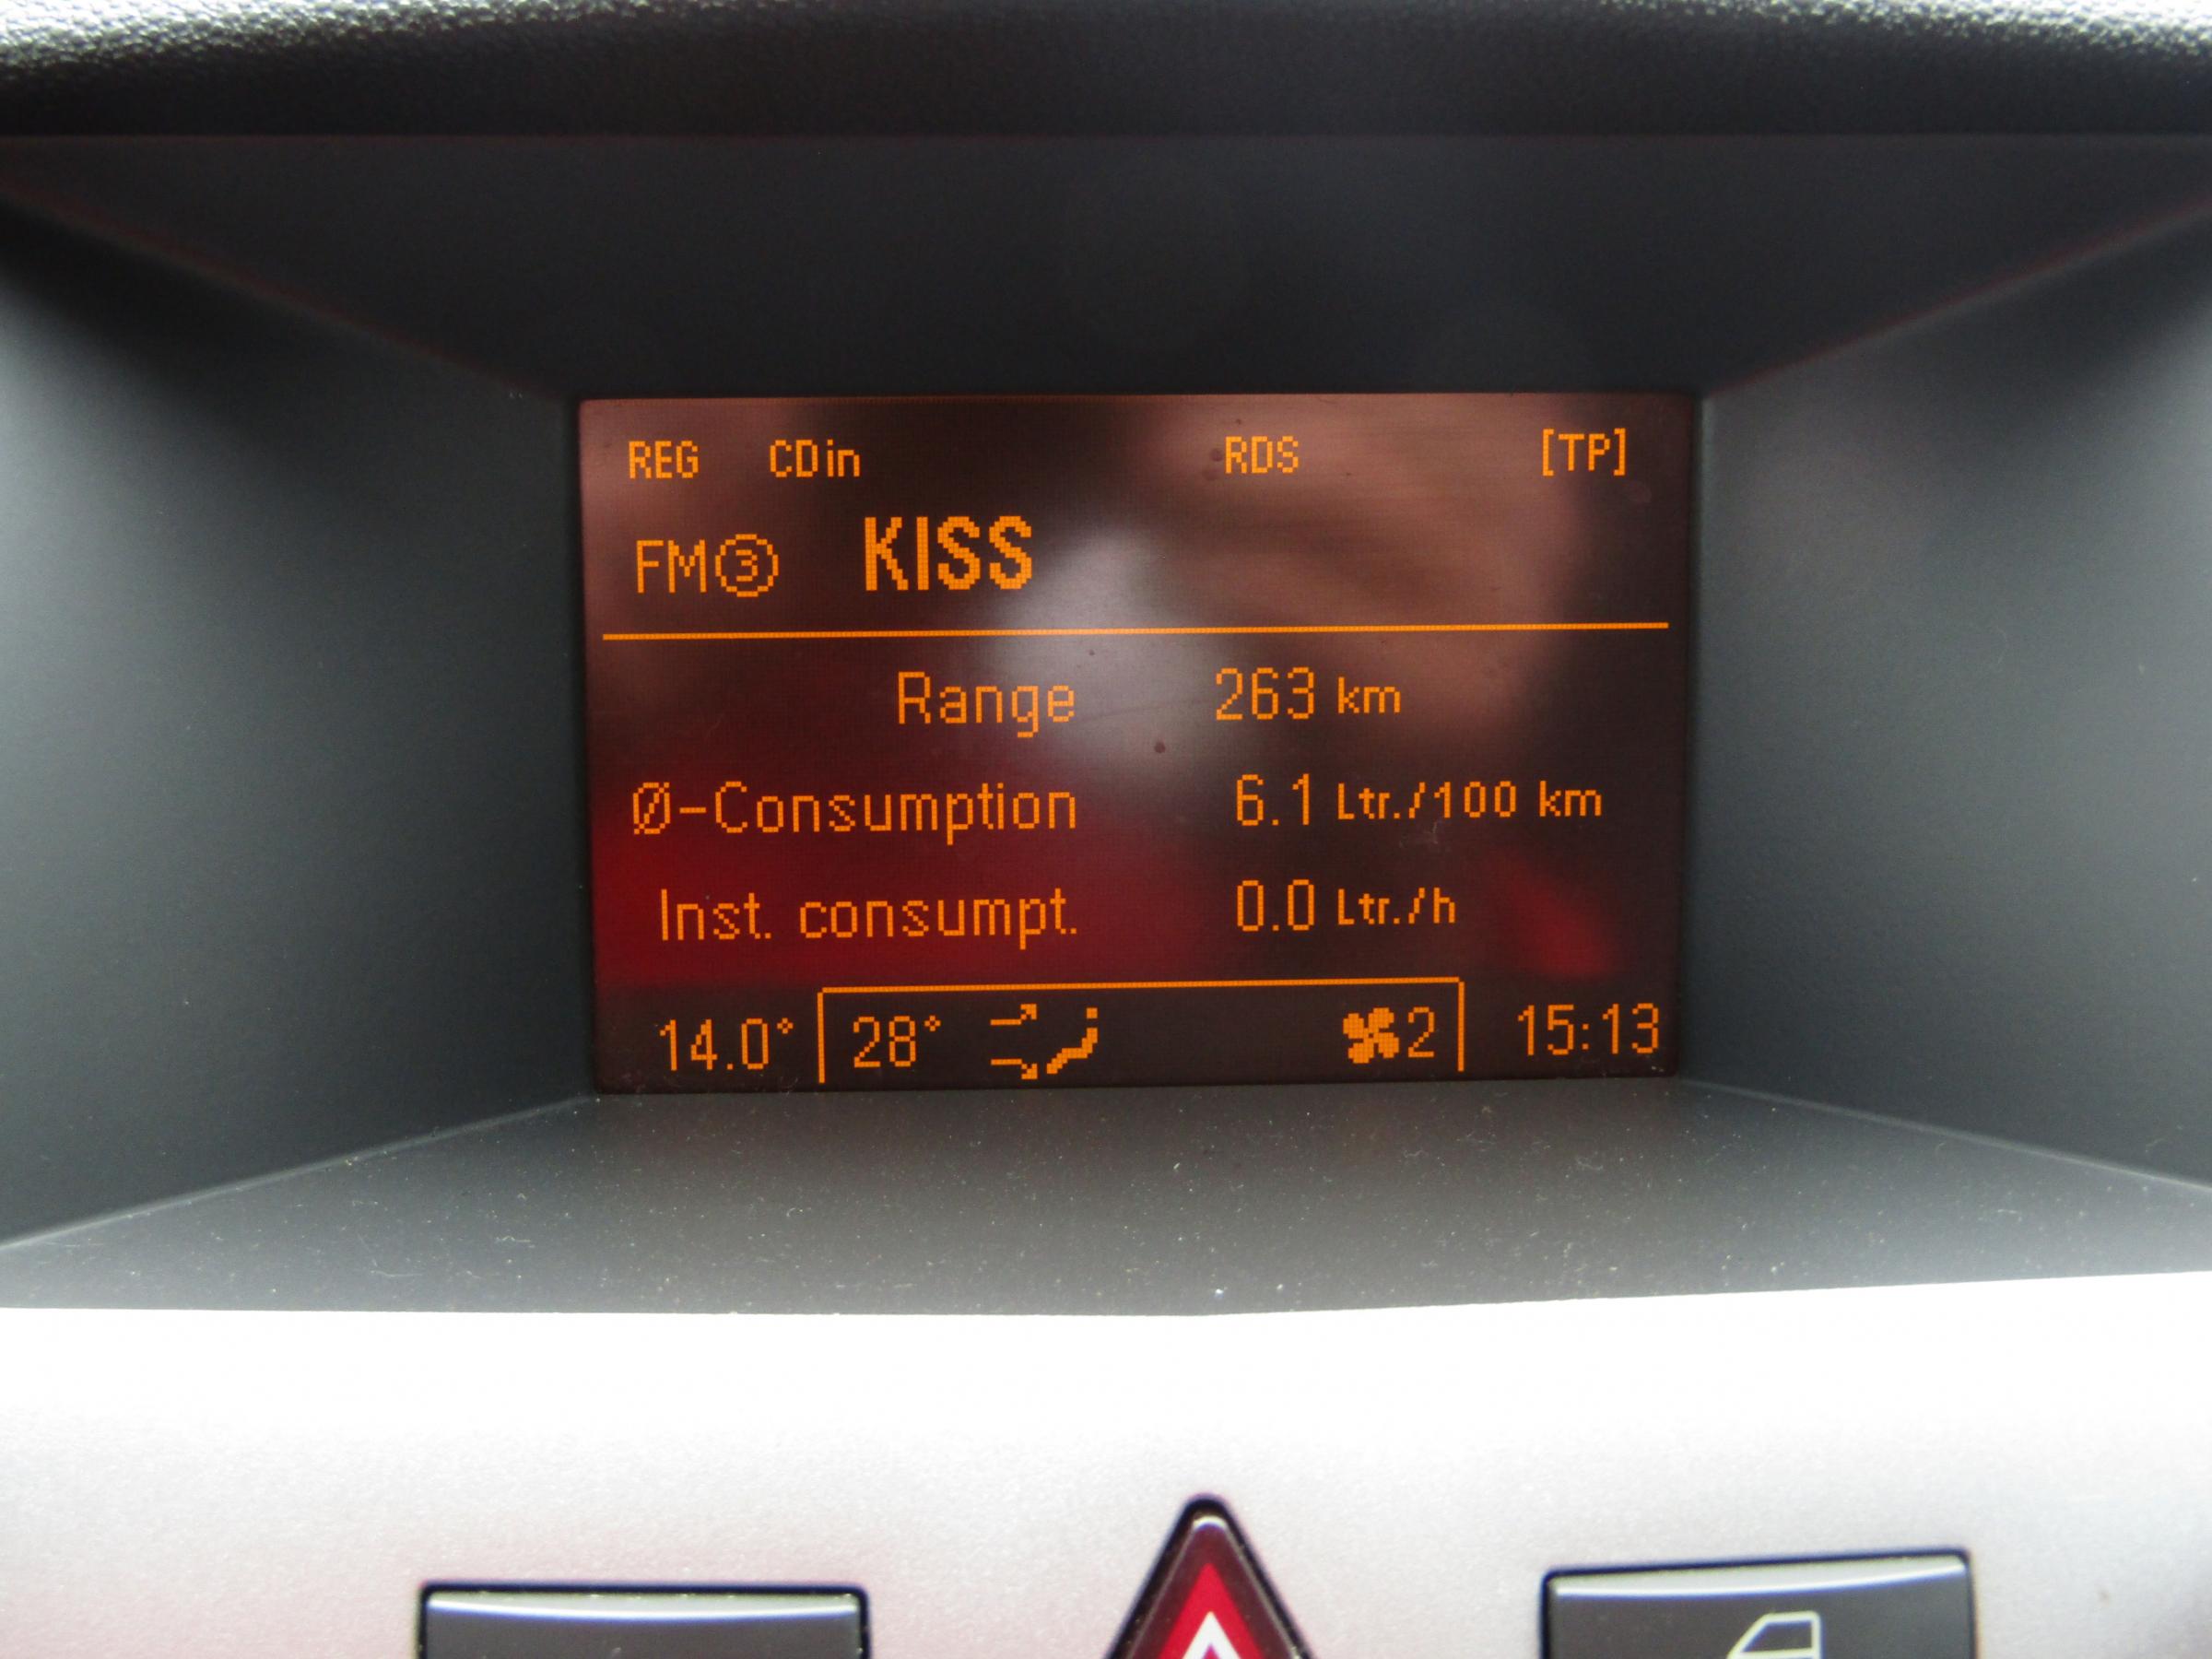 REG CDin RDS [TP]
FM③ KISS
Range 263 km
Ø-Consumption 6.1 Ltr./100 km
Inst. consumpt. 0.0 Ltr./h
14.0° 28° 2 15:13